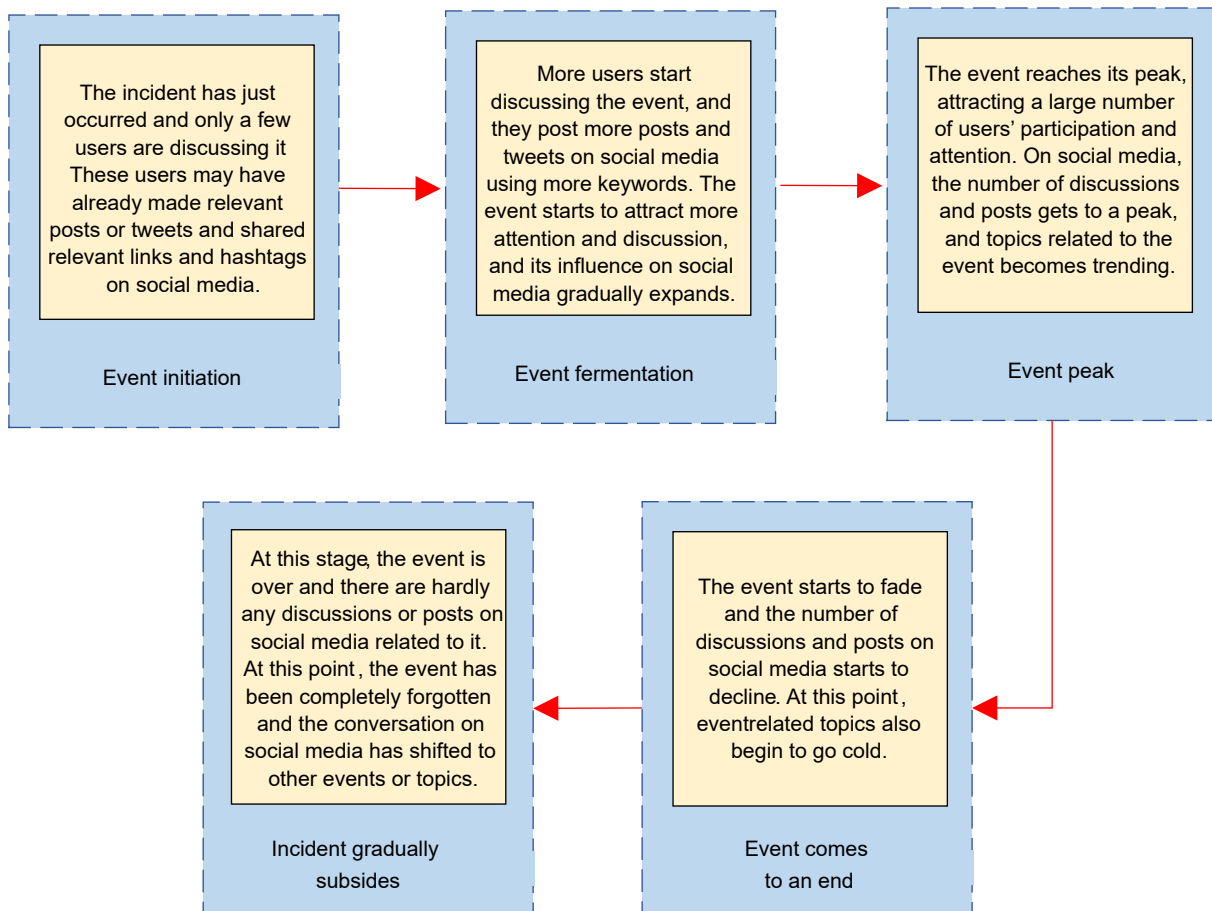 The incident has just
occurred and only a few
users are discussing it
These users may have
already made relevant
posts or tweets and shared
relevant links and hashtags
on social media.
Event initiation
More users start
discussing the event, and
they post more posts and
tweets on social media
using more keywords. The
event starts to attract more
attention and discussion,
and its influence on social
media gradually expands.
Event fermentation
The event reaches its peak,
attracting a large number
of users’ participation and
attention. On social media,
the number of discussions
and posts gets to a peak,
and topics related to the
event becomes trending.
Event peak
The event starts to fade
and the number of
discussions and posts on
social media starts to
decline. At this point,
eventrelated topics also
begin to go cold.
Event comes
to an end
At this stage, the event is
over and there are hardly
any discussions or posts on
social media related to it.
At this point, the event has
been completely forgotten
and the conversation on
social media has shifted to
other events or topics.
Incident gradually
subsides